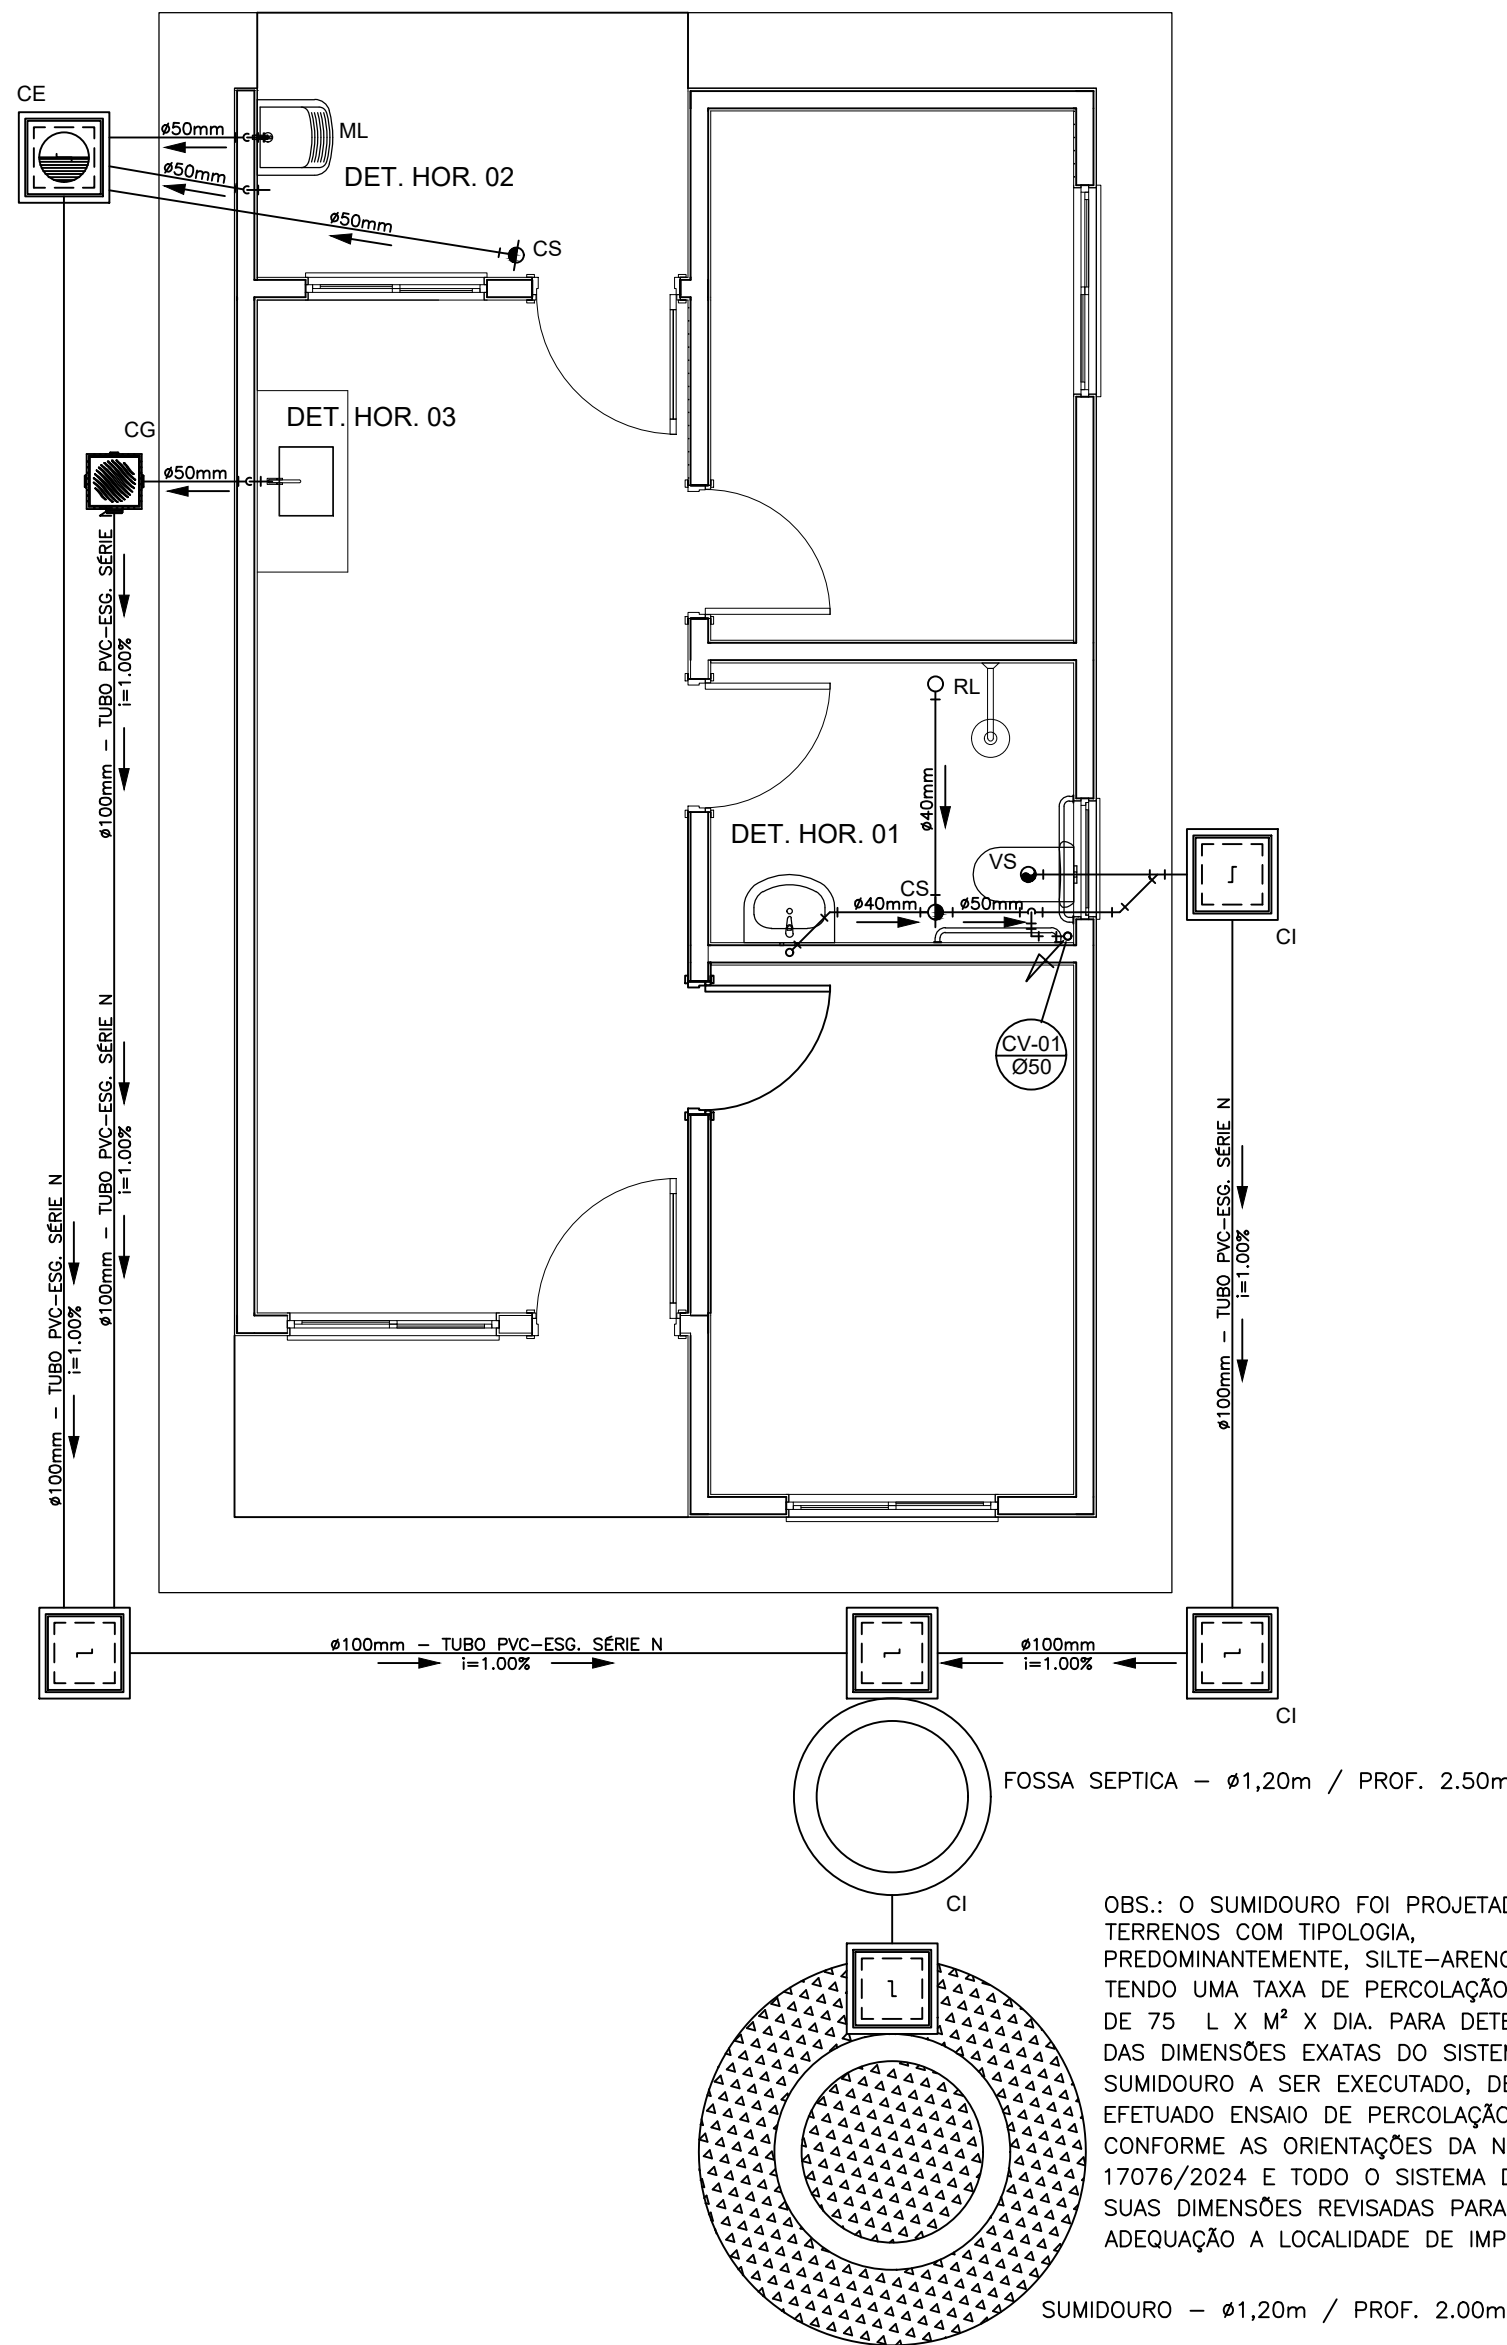 CE
ø50mm
ML
ø50mm
DET. HOR. 02
ø50mm
CS
DET. HOR. 03
CG
ø50mm
ø100mm – TUBO PVC–ESG. SÉRIE N
i=1.00%
RL
ø40mm
DET. HOR. 01
VS
CS
ø40mm
ø50mm
CI
CV-01
Ø50
ø100mm – TUBO PVC–ESG. SÉRIE N
i=1.00%
ø100mm – TUBO PVC–ESG. SÉRIE N
i=1.00%
ø100mm – TUBO PVC–ESG. SÉRIE N
i=1.00%
ø100mm – TUBO PVC–ESG. SÉRIE N
i=1.00%
ø100mm
i=1.00%
CI
FOSSA SEPTICA – ø1,20m / PROF. 2.50m
CI
OBS.: O SUMIDOURO FOI PROJETAD
TERRENOS COM TIPOLOGIA,
PREDOMINANTEMENTE, SILTE–ARENO
TENDO UMA TAXA DE PERCOLAÇÃO
DE 75 L X M² X DIA. PARA DETE
DAS DIMENSÕES EXATAS DO SISTEM
SUMIDOURO A SER EXECUTADO, DE
EFETUADO ENSAIO DE PERCOLAÇÃO
CONFORME AS ORIENTAÇÕES DA N
17076/2024 E TODO O SISTEMA D
SUAS DIMENSÕES REVISADAS PARA
ADEQUAÇÃO A LOCALIDADE DE IMP
SUMIDOURO – ø1,20m / PROF. 2.00m